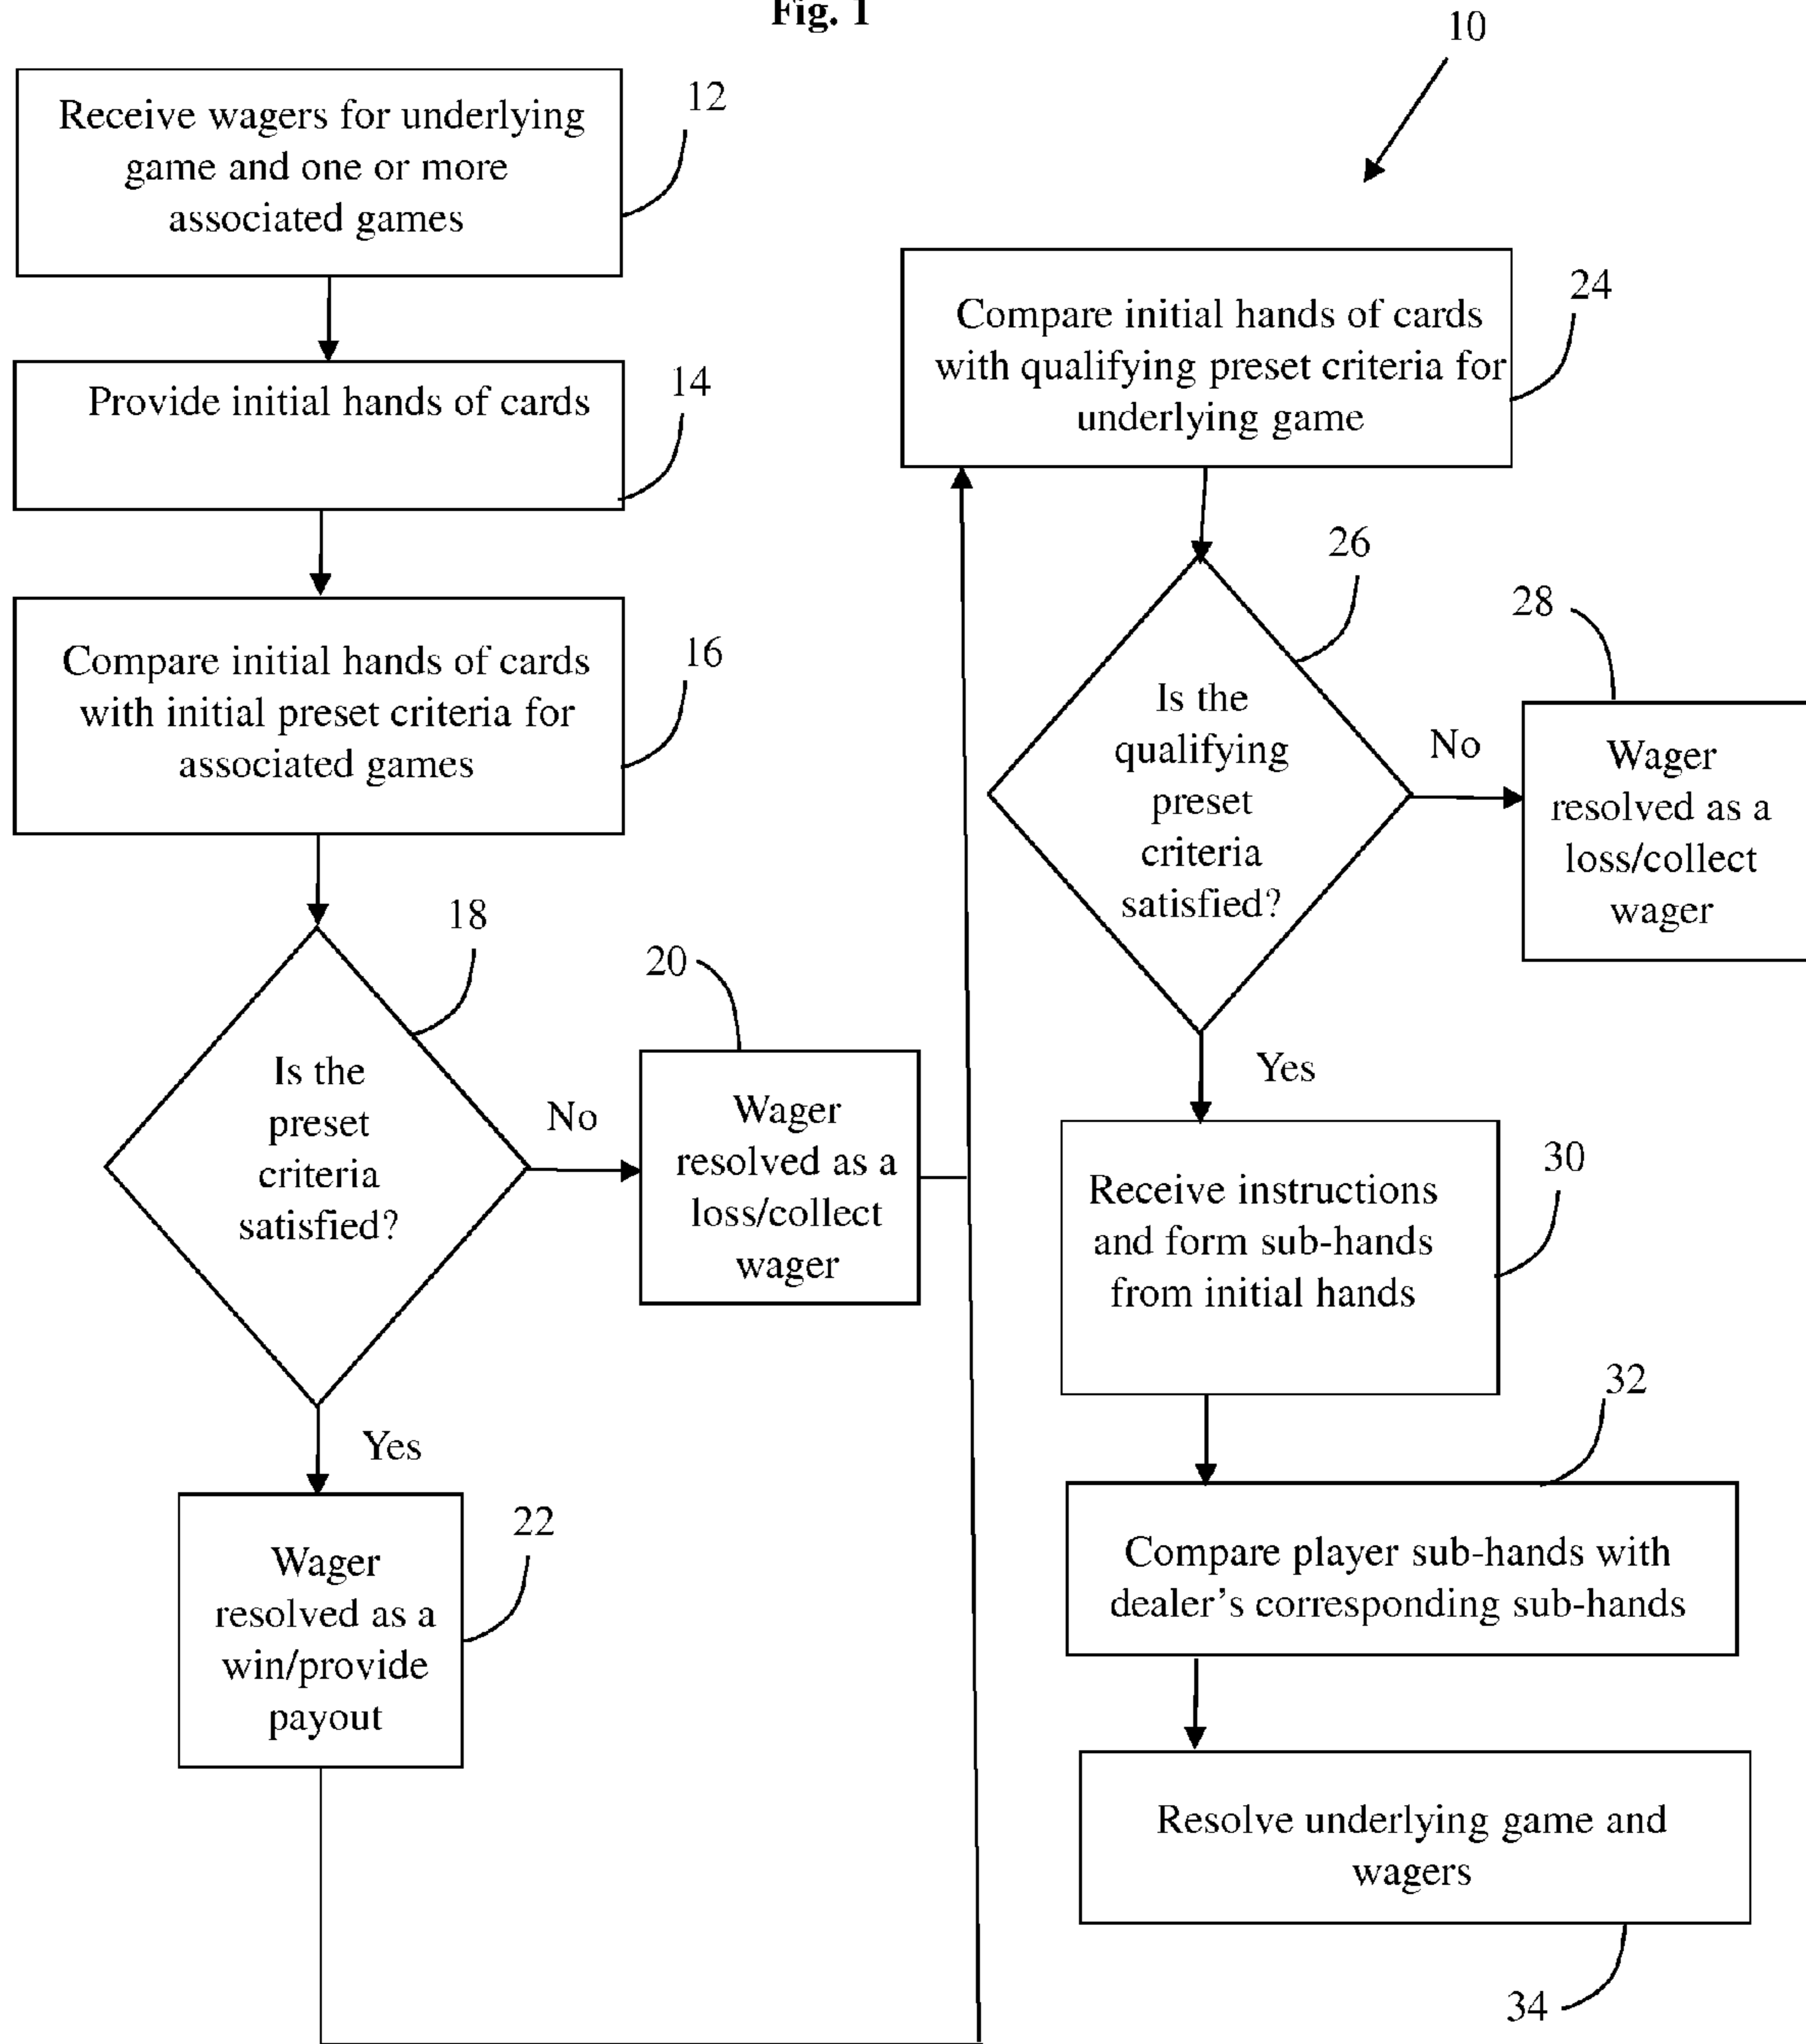 Fig. 1
10
Receive wagers for underlying
game and one or more
associated games
12
Provide initial hands of cards
14
Compare initial hands of cards
with initial preset criteria for
associated games
16
Is the
preset
criteria
satisfied?
18
No
Wager
resolved as a
loss/collect
wager
20
Yes
Wager
resolved as a
win/provide
payout
22
Compare initial hands of cards
with qualifying preset criteria for
underlying game
24
Is the
qualifying
preset
criteria
satisfied?
26
No
Wager
resolved as a
loss/collect
wager
28
Yes
Receive instructions
and form sub-hands
from initial hands
30
Compare player sub-hands with
dealer’s corresponding sub-hands
32
Resolve underlying game and
wagers
34